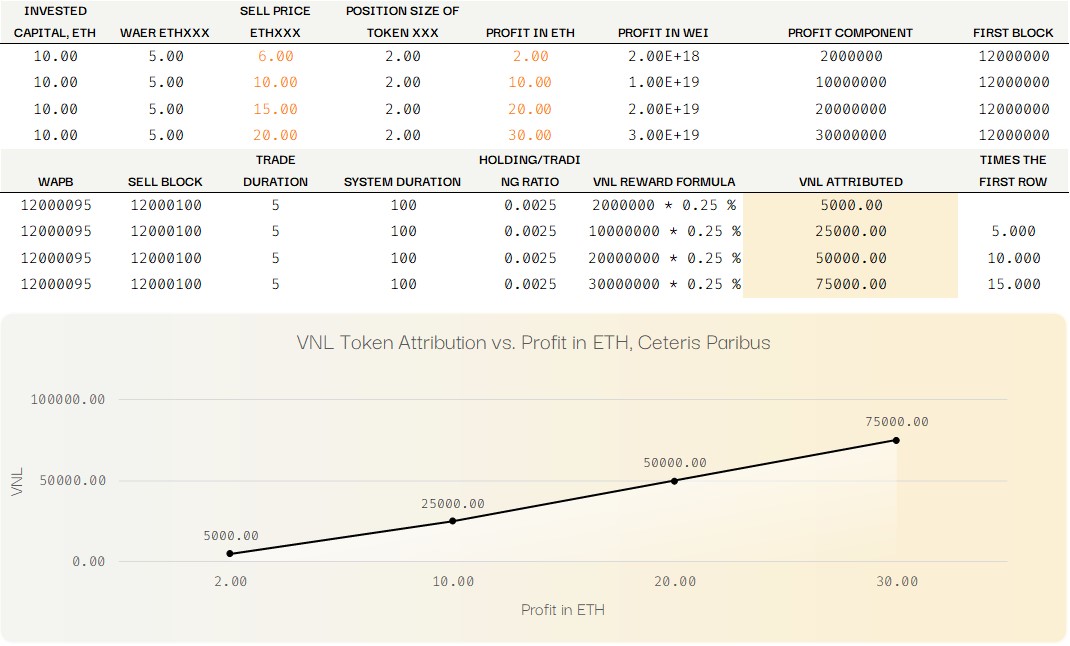 INVESTED SELL PRICE POSITION SIZE OF
CAPITAL, ETH WAER ETHXXX ETHXXX TOKEN XXX PROFIT IN ETH PROFIT IN WEI PROFIT COMPONENT FIRST BLOCK
10.00 5.00 6.00 2.00 2.00 2.00E+18 2000000 12000000
10.00 5.00 10.00 2.00 10.00 1.00E+19 10000000 12000000
10.00 5.00 15.00 2.00 20.00 2.00E+19 20000000 12000000
10.00 5.00 20.00 2.00 30.00 3.00E+19 30000000 12000000
TRADE HOLDING/TRADI TIMES THE
WAPB SELL BLOCK DURATION SYSTEM DURATION NG RATIO VNL REWARD FORMULA VNL ATTRIBUTED FIRST ROW
12000095 12000100 5 100 0.0025 2000000 * 0.25 % 5000.00
12000095 12000100 5 100 0.0025 10000000 * 0.25 % 25000.00 5.000
12000095 12000100 5 100 0.0025 20000000 * 0.25 % 50000.00 10.000
12000095 12000100 5 100 0.0025 30000000 * 0.25 % 75000.00 15.000
VNL Token Attribution vs. Profit in ETH, Ceteris Paribus
100000.00
75000.00
50000.00
50000.00
25000.00
5000.00
0.00
VNL
2.00 10.00 20.00 30.00
Profit in ETH